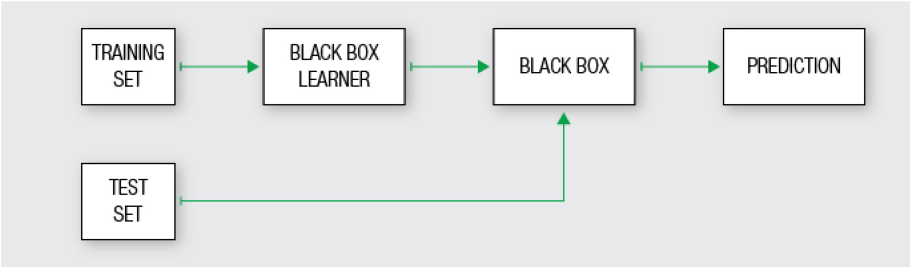 TRAINING
SET
BLACK BOX
LEARNER
BLACK BOX
PREDICTION
TEST
SET